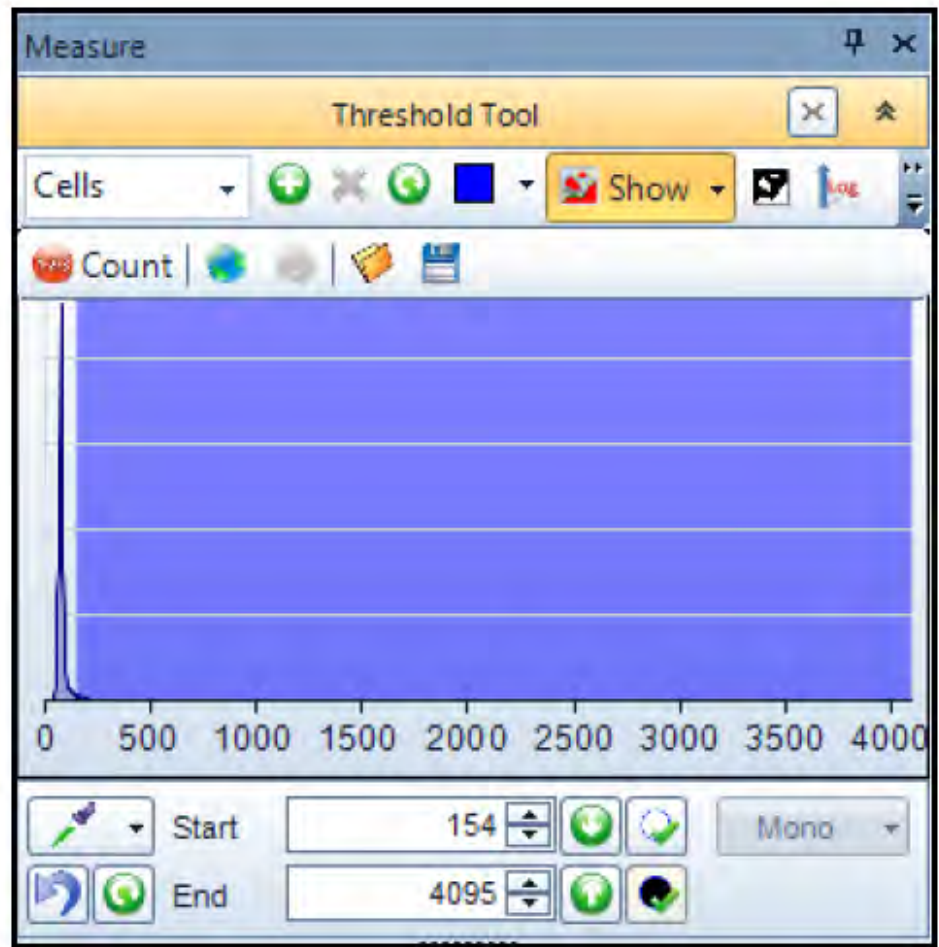 Measure
Threshold Tool
Cells Show Log
Count
0 500 1000 1500 2000 2500 3000 3500 4000
Start 154 Mono
End 4095